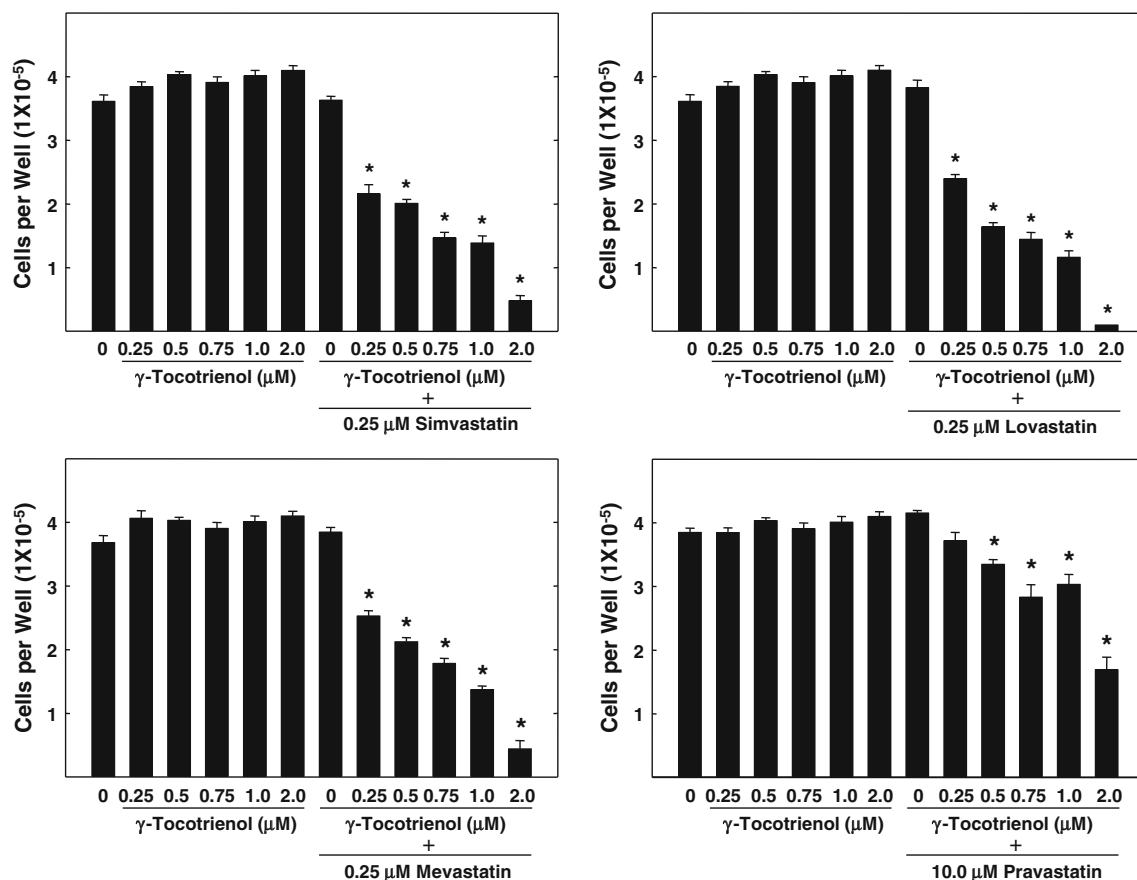 Cells per Well (1X10⁻⁵)
4
3
2
1
* * * * *
0 0.25 0.5 0.75 1.0 2.0 0 0.25 0.5 0.75 1.0 2.0
γ-Tocotrienol (μM) γ-Tocotrienol (μM)
+
0.25 μM Simvastatin
Cells per Well (1X10⁻⁵)
4
3
2
1
* * * * *
0 0.25 0.5 0.75 1.0 2.0 0 0.25 0.5 0.75 1.0 2.0
γ-Tocotrienol (μM) γ-Tocotrienol (μM)
+
0.25 μM Lovastatin
Cells per Well (1X10⁻⁵)
4
3
2
1
* * * * *
0 0.25 0.5 0.75 1.0 2.0 0 0.25 0.5 0.75 1.0 2.0
γ-Tocotrienol (μM) γ-Tocotrienol (μM)
+
0.25 μM Mevastatin
Cells per Well (1X10⁻⁵)
4
3
2
1
* * * *
0 0.25 0.5 0.75 1.0 2.0 0 0.25 0.5 0.75 1.0 2.0
γ-Tocotrienol (μM) γ-Tocotrienol (μM)
+
10.0 μM Pravastatin